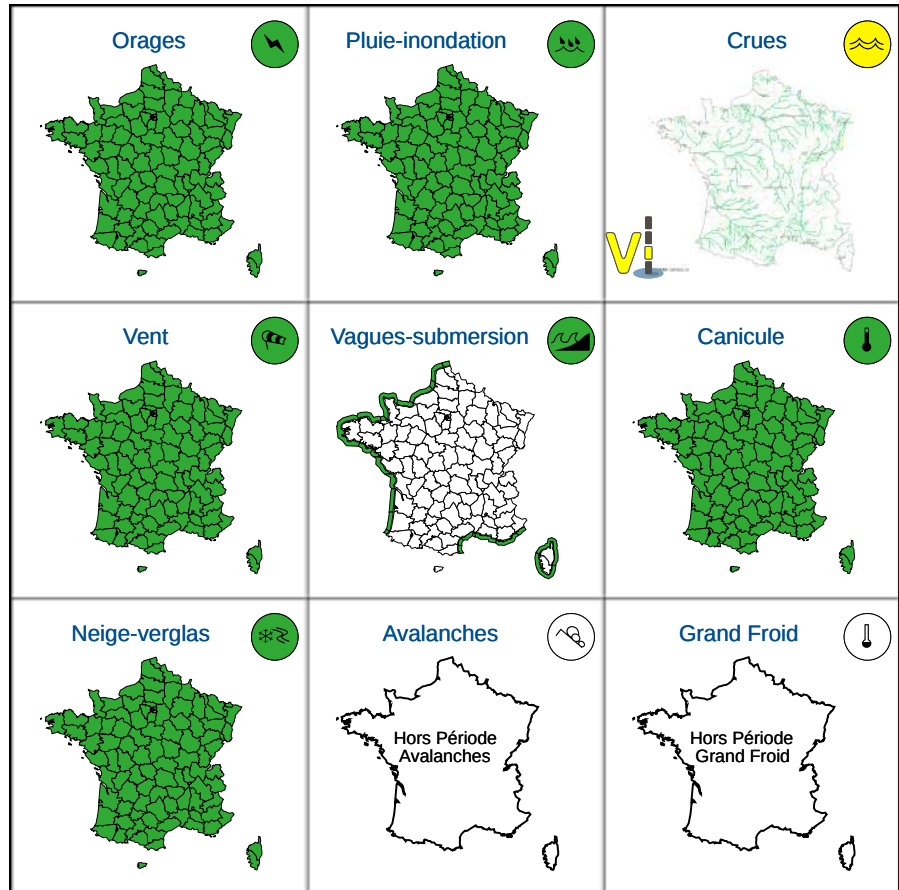 Orages
Pluie-inondation
Crues
Vi
Vent
Vagues-submersion
Canicule
Neige-verglas
Avalanches
Grand Froid
Hors Période
Avalanches
Hors Période
Grand Froid